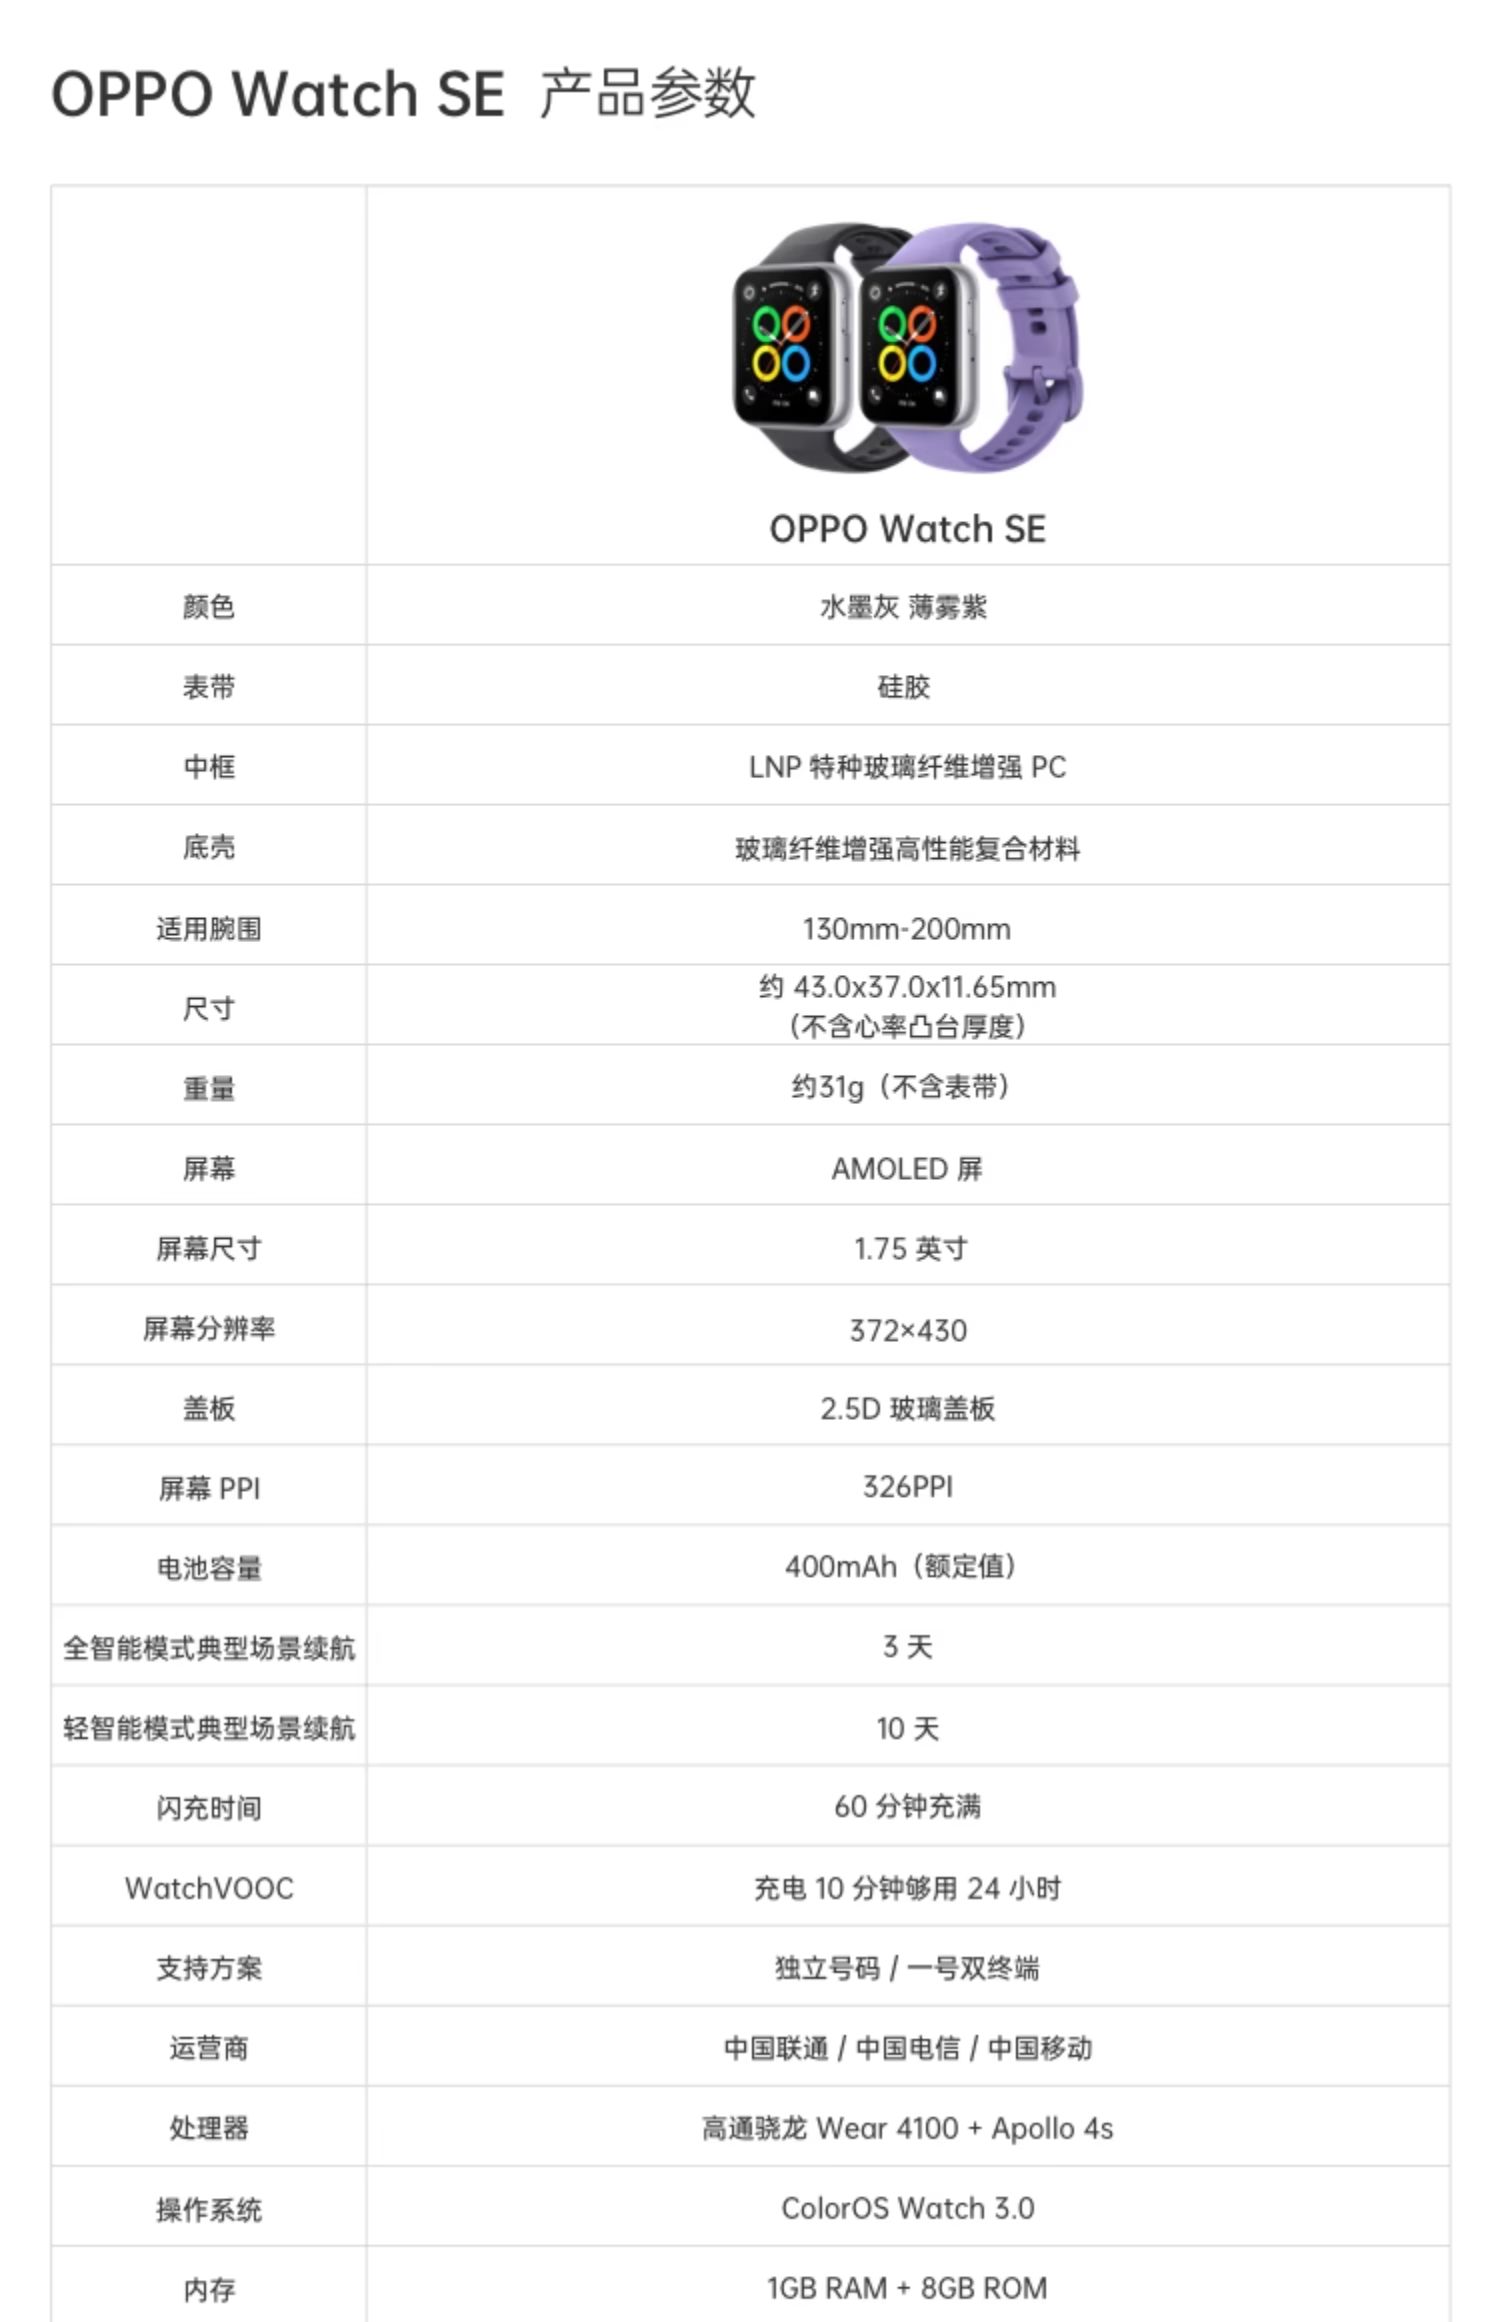 OPPO Watch SE 产品参数
OPPO Watch SE
颜色 水墨灰 薄雾紫
表带 硅胶
中框 LNP 特种玻璃纤维增强 PC
底壳 玻璃纤维增强高性能复合材料
适用腕围 130mm-200mm
尺寸 约 43.0x37.0x11.65mm
（不含心率凸台厚度）
重量 约31g（不含表带）
屏幕 AMOLED 屏
屏幕尺寸 1.75 英寸
屏幕分辨率 372×430
盖板 2.5D 玻璃盖板
屏幕 PPI 326PPI
电池容量 400mAh（额定值）
全智能模式典型场景续航 3 天
轻智能模式典型场景续航 10 天
闪充时间 60 分钟充满
WatchVOOC 充电 10 分钟够用 24 小时
支持方案 独立号码 / 一号双终端
运营商 中国联通 / 中国电信 / 中国移动
处理器 高通骁龙 Wear 4100 + Apollo 4s
操作系统 ColorOS Watch 3.0
内存 1GB RAM + 8GB ROM